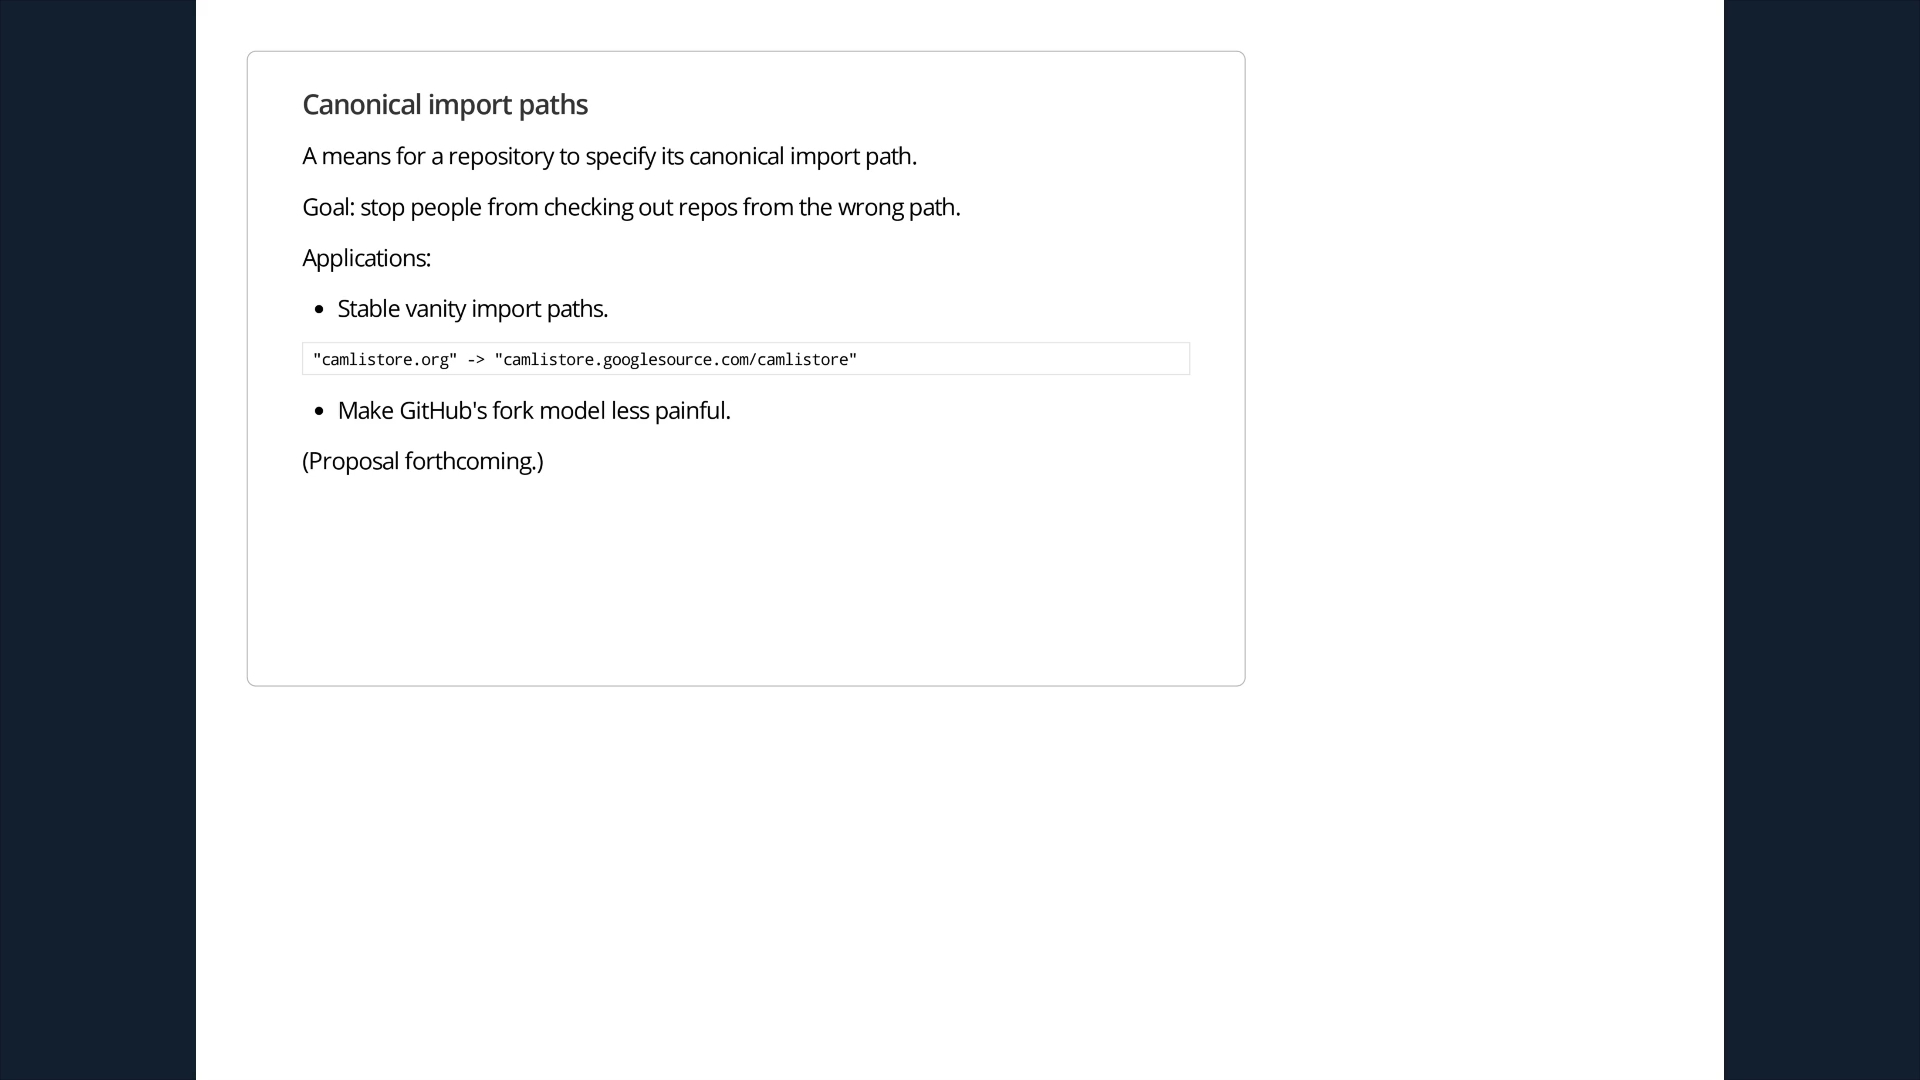 Canonical import paths
A means for a repository to specify its canonical import path.
Goal: stop people from checking out repos from the wrong path.
Applications:
• Stable vanity import paths.
"camlistore.org" -> "camlistore.googlesource.com/camlistore"
• Make GitHub's fork model less painful.
(Proposal forthcoming.)